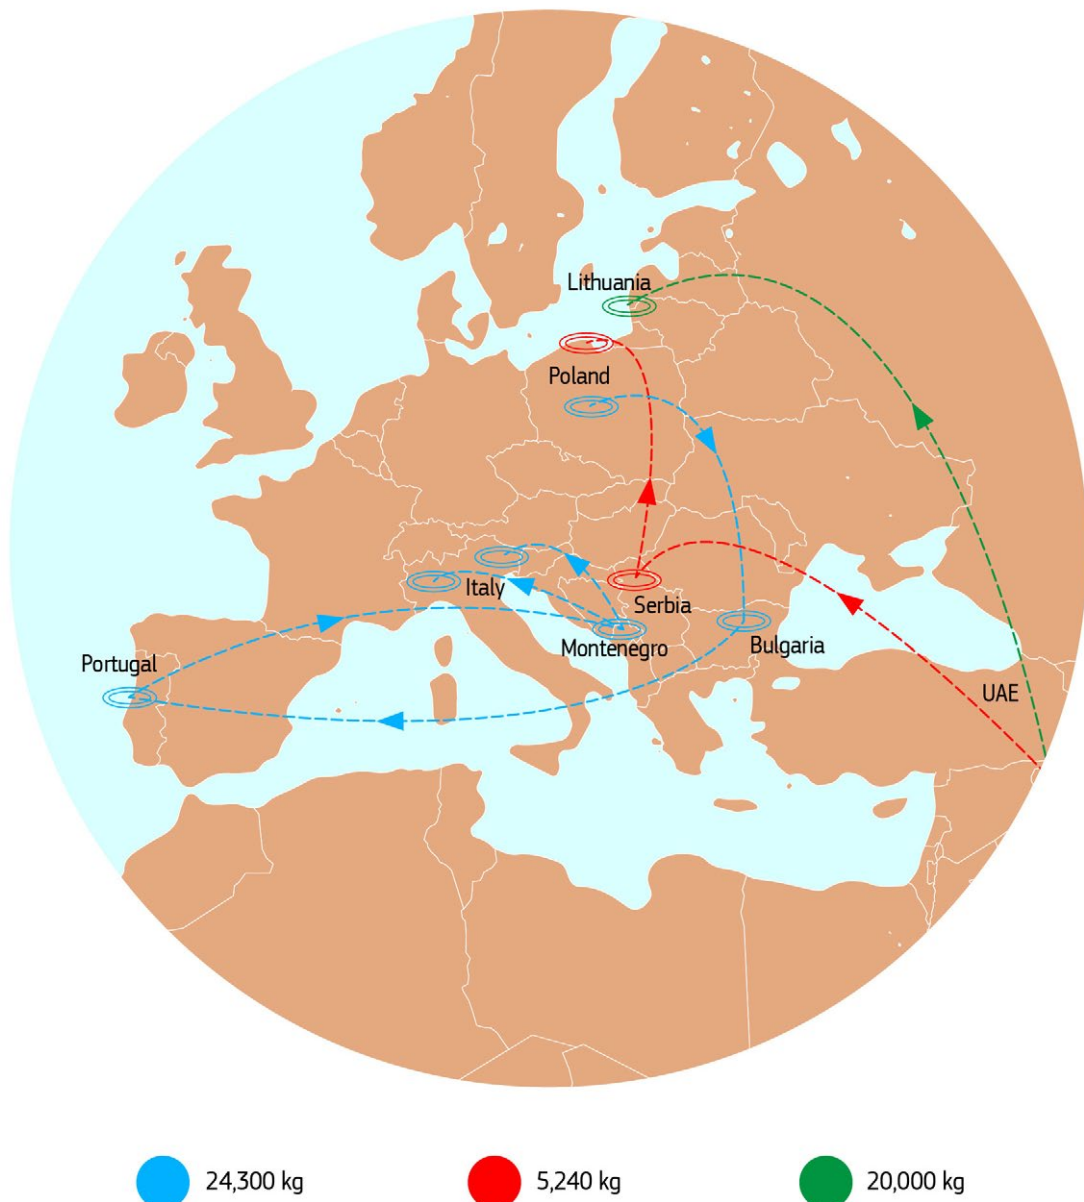 Lithuania
Poland
Italy
Serbia
Montenegro
Bulgaria
Portugal
UAE
24,300 kg
5,240 kg
20,000 kg